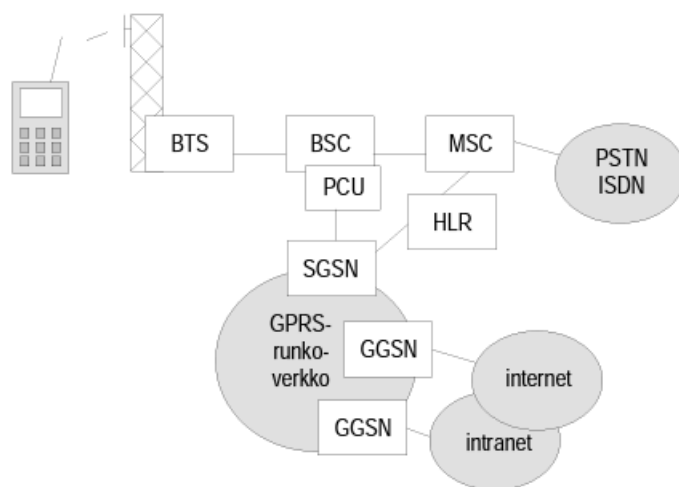 BTS
BSC
MSC
PSTN
ISDN
PCU
HLR
SGSN
GPRS-
runko-
verkko
GGSN
internet
GGSN
intranet